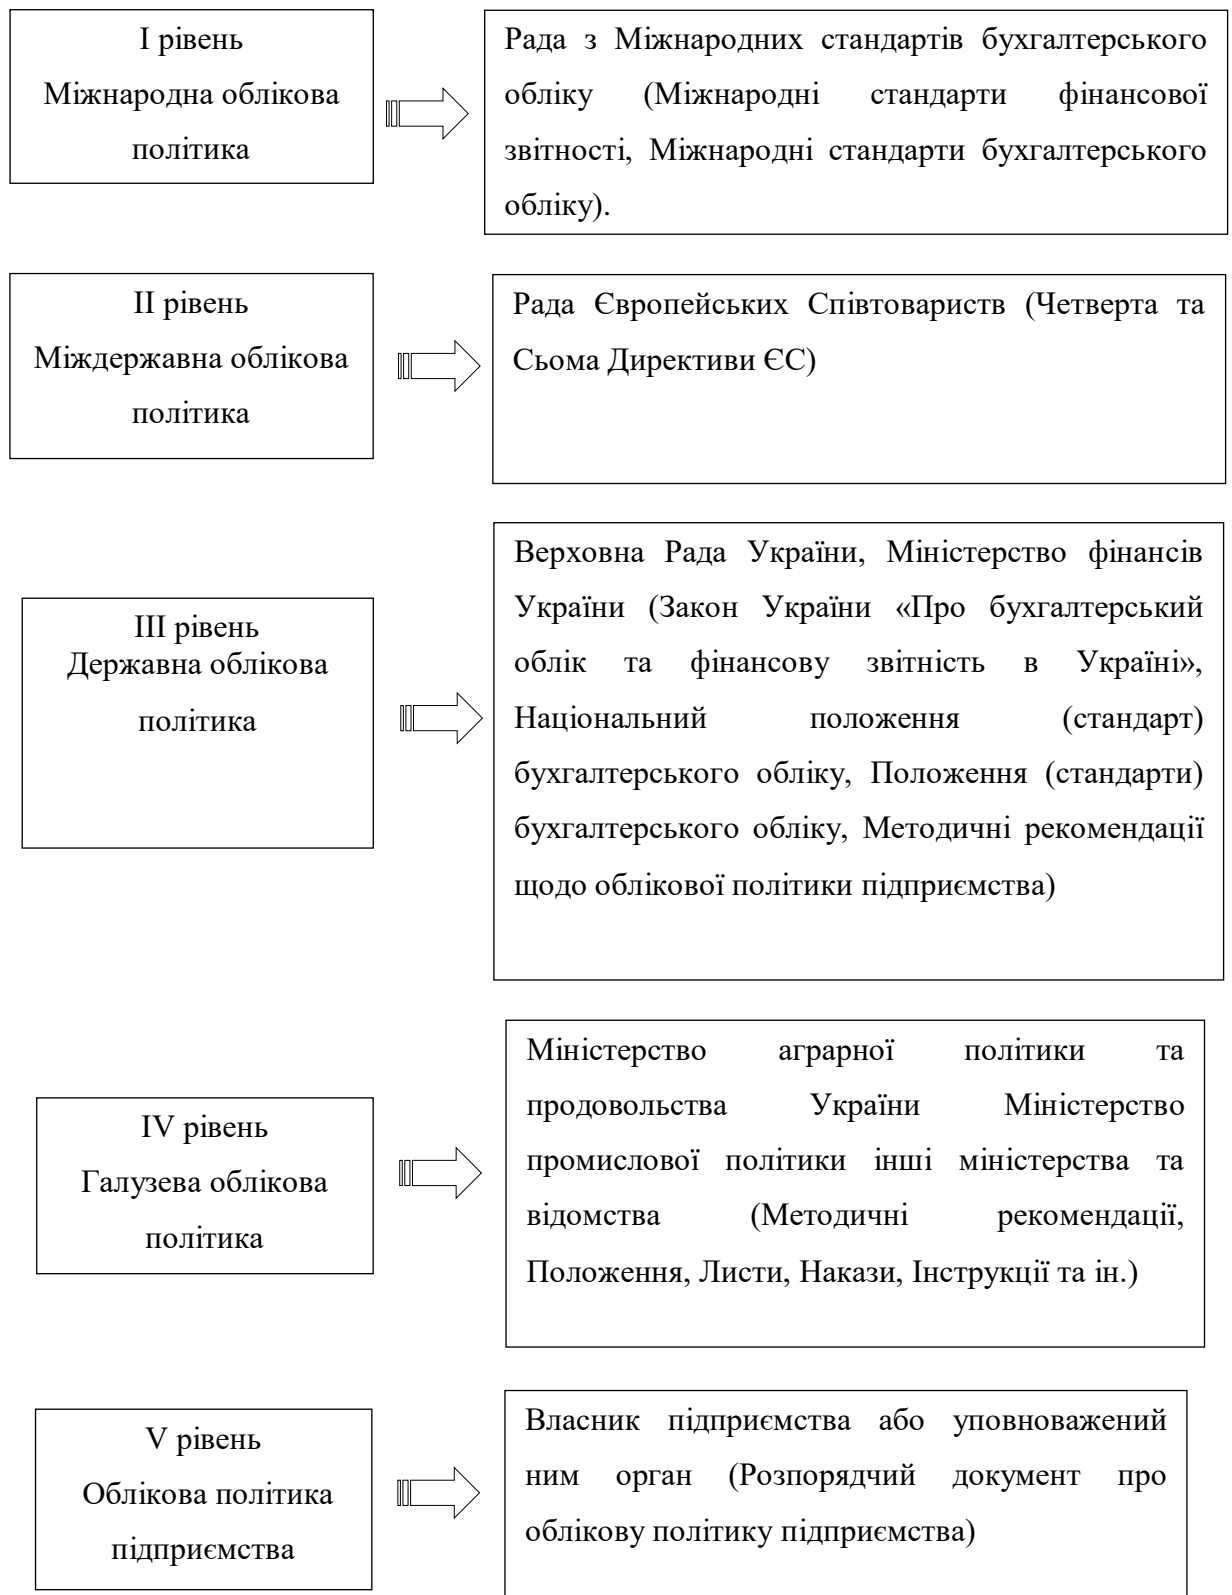 І рівень
Міжнародна облікова
політика
Рада з Міжнародних стандартів бухгалтерського
обліку (Міжнародні стандарти фінансової
звітності, Міжнародні стандарти бухгалтерського
обліку).
ІІ рівень
Міждержавна облікова
політика
Рада Європейських Співтовариств (Четверта та
Сьома Директиви ЄС)
ІІІ рівень
Державна облікова
політика
Верховна Рада України, Міністерство фінансів
України (Закон України «Про бухгалтерський
облік та фінансову звітність в Україні»,
Національний положення (стандарт)
бухгалтерського обліку, Положення (стандарти)
бухгалтерського обліку, Методичні рекомендації
щодо облікової політики підприємства)
IV рівень
Галузева облікова
політика
Міністерство аграрної політики та
продовольства України Міністерство
промислової політики інші міністерства та
відомства (Методичні рекомендації,
Положення, Листи, Накази, Інструкції та ін.)
V рівень
Облікова політика
підприємства
Власник підприємства або уповноважений
ним орган (Розпорядчий документ про
облікову політику підприємства)